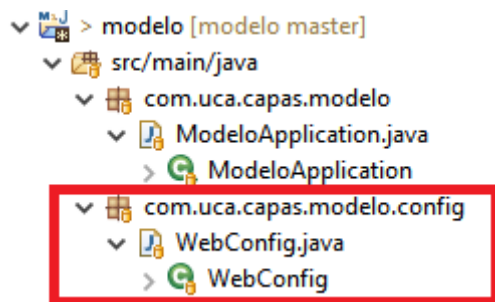 > modelo [modelo master]
src/main/java
com.uca.capas.modelo
ModeloApplication.java
ModeloApplication
com.uca.capas.modelo.config
WebConfig.java
WebConfig